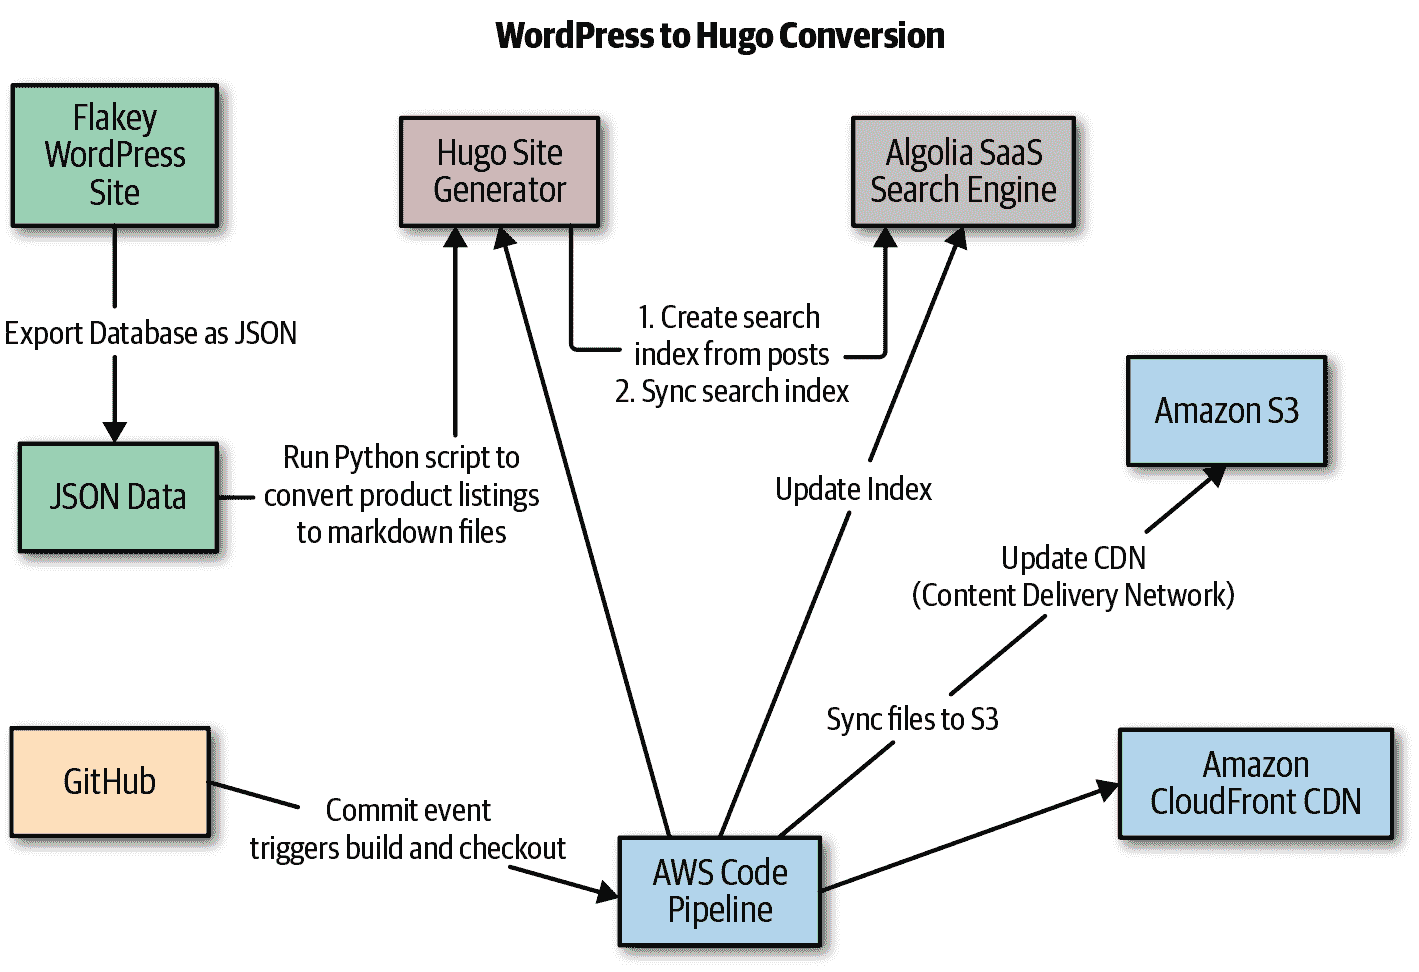 WordPress to Hugo Conversion
Flakey
WordPress
Site
Hugo Site
Generator
Algolia SaaS
Search Engine
Export Database as JSON
1. Create search
index from posts
2. Sync search index
Amazon S3
JSON Data
Run Python script to
convert product listings
to markdown files
Update Index
Update CDN
(Content Delivery Network)
Sync files to S3
GitHub
Commit event
triggers build and checkout
Amazon
CloudFront CDN
AWS Code
Pipeline